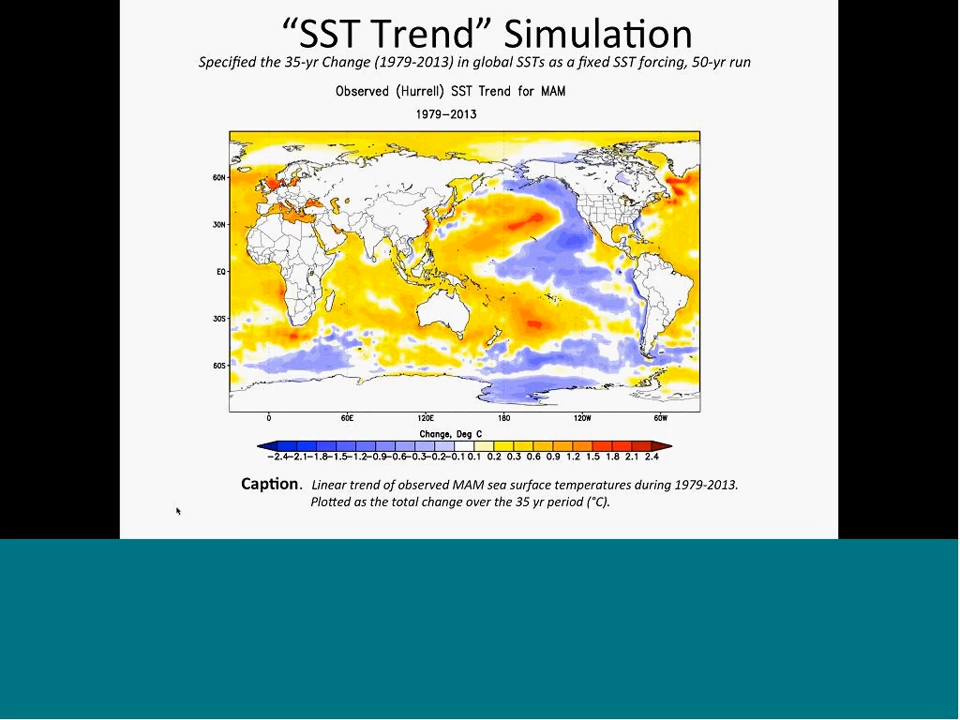 “SST Trend” Simulation
Specified the 35-yr Change (1979-2013) in global SSTs as a fixed SST forcing, 50-yr run
Observed (Hurrell) SST Trend for MAM
1979–2013
60N
30N
EQ
30S
60S
0 60E 120E 180 120W 60W
Change, Deg C
−2.4−2.1−1.8−1.5−1.2−0.9−0.6−0.3−0.2−0.1 0.1 0.2 0.3 0.6 0.9 1.2 1.5 1.8 2.1 2.4
Caption. Linear trend of observed MAM sea surface temperatures during 1979-2013.
Plotted as the total change over the 35 yr period (°C).